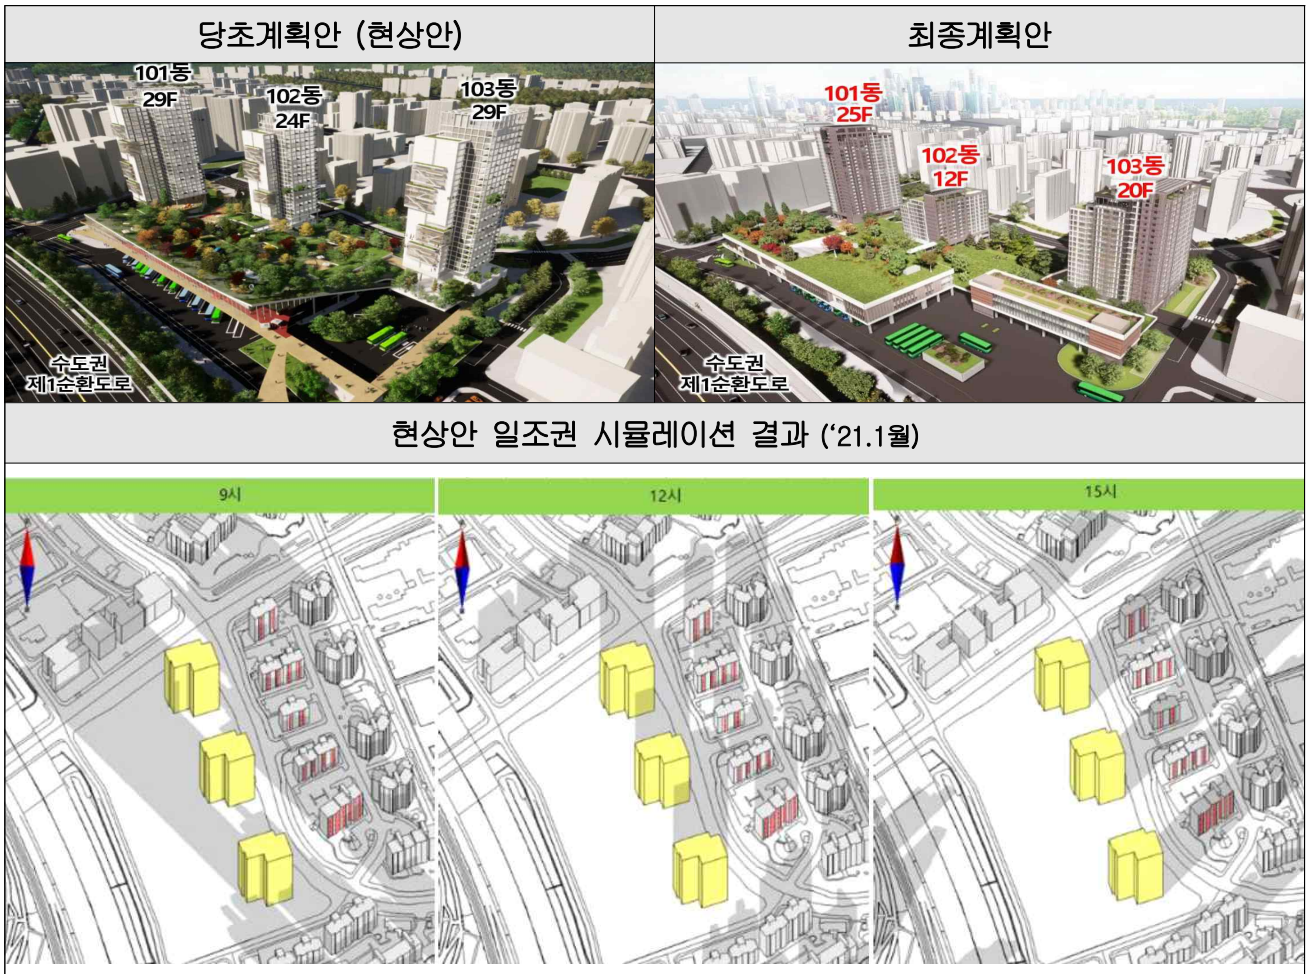 당초계획안 (현상안)
최종계획안
101동
29F
102동
24F
103동
29F
수도권
제1순환도로
101동
25F
102동
12F
103동
20F
수도권
제1순환도로
현상안 일조권 시뮬레이션 결과 (‘21.1월)
9시
12시
15시